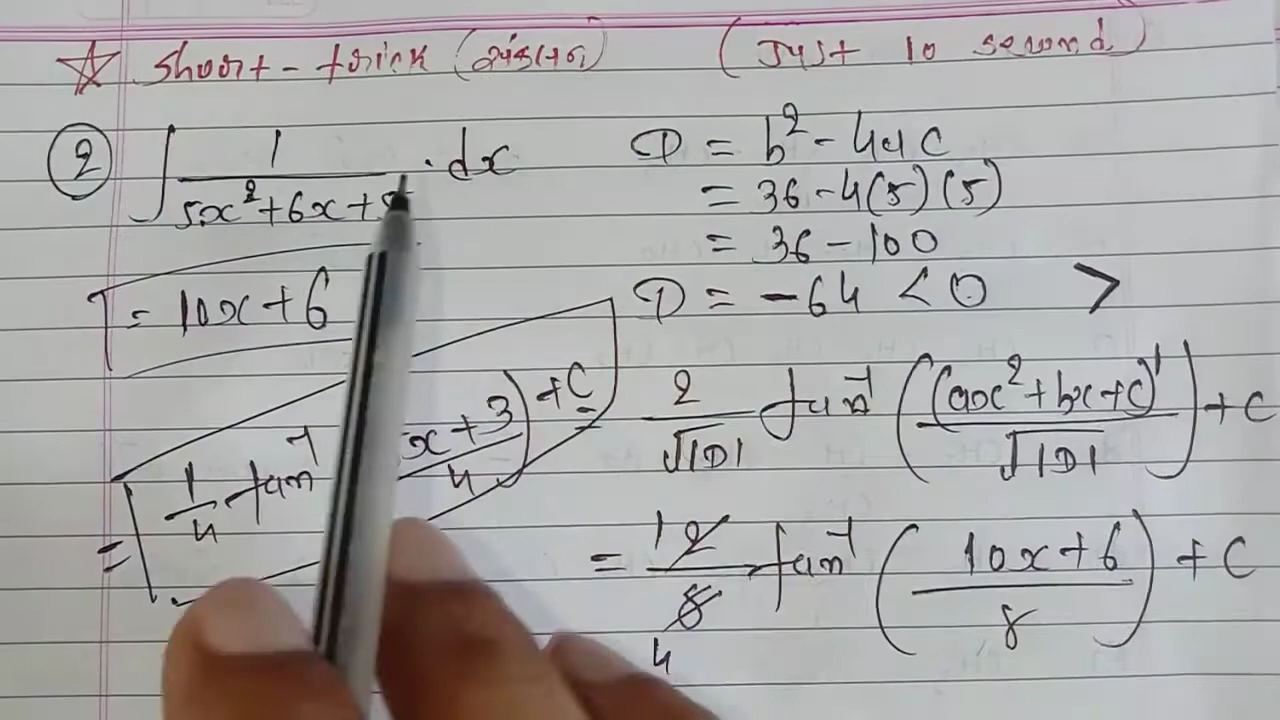 ☆ Short-trick ( ) (Just 10 second)
② ∫ 1/(5x²+6x+5) · dx
= 10x+6
= 1/4 tan⁻¹ x+3/4) + C
D = b² - 4ac
= 36 - 4(5)(5)
= 36 - 100
D = -64 < 0 >
= 2/√|D| tan⁻¹ ((ax²+bx+c)'/√|D|) + C
= 2/8 tan⁻¹ (10x+6/8) + C
1
4